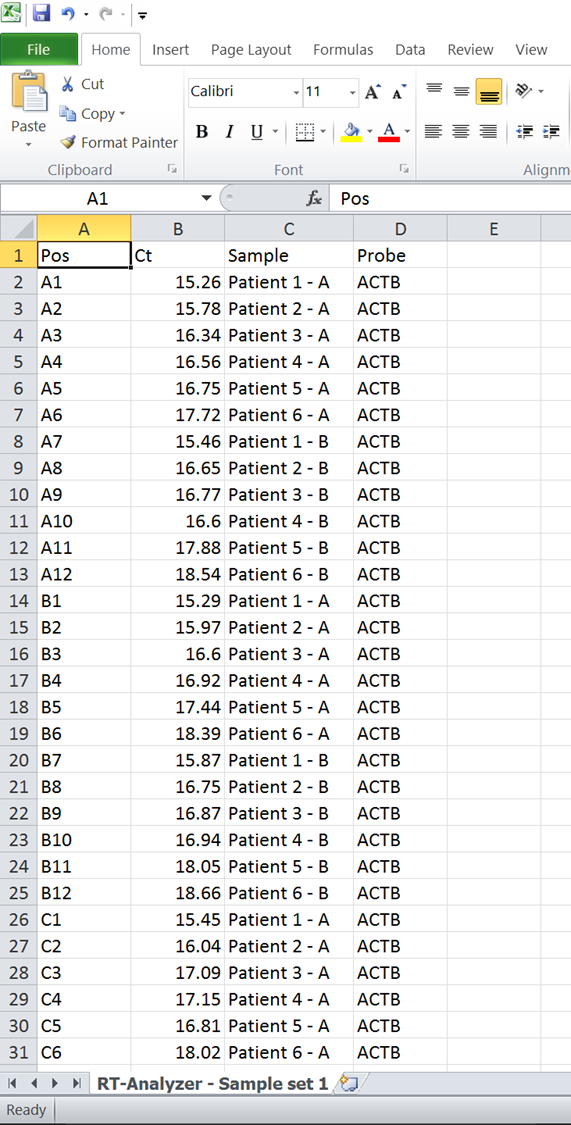 File Home Insert Page Layout Formulas Data Review View
Cut
Calibri 11 A A
Copy
Paste
Format Painter
B I U A
Clipboard Font Alignm
A1 fx Pos
A B C D E
1 Pos Ct Sample Probe
2 A1 15.26 Patient 1 - A ACTB
3 A2 15.78 Patient 2 - A ACTB
4 A3 16.34 Patient 3 - A ACTB
5 A4 16.56 Patient 4 - A ACTB
6 A5 16.75 Patient 5 - A ACTB
7 A6 17.72 Patient 6 - A ACTB
8 A7 15.46 Patient 1 - B ACTB
9 A8 16.65 Patient 2 - B ACTB
10 A9 16.77 Patient 3 - B ACTB
11 A10 16.6 Patient 4 - B ACTB
12 A11 17.88 Patient 5 - B ACTB
13 A12 18.54 Patient 6 - B ACTB
14 B1 15.29 Patient 1 - A ACTB
15 B2 15.97 Patient 2 - A ACTB
16 B3 16.6 Patient 3 - A ACTB
17 B4 16.92 Patient 4 - A ACTB
18 B5 17.44 Patient 5 - A ACTB
19 B6 18.39 Patient 6 - A ACTB
20 B7 15.87 Patient 1 - B ACTB
21 B8 16.75 Patient 2 - B ACTB
22 B9 16.87 Patient 3 - B ACTB
23 B10 16.94 Patient 4 - B ACTB
24 B11 18.05 Patient 5 - B ACTB
25 B12 18.66 Patient 6 - B ACTB
26 C1 15.45 Patient 1 - A ACTB
27 C2 16.04 Patient 2 - A ACTB
28 C3 17.09 Patient 3 - A ACTB
29 C4 17.15 Patient 4 - A ACTB
30 C5 16.81 Patient 5 - A ACTB
31 C6 18.02 Patient 6 - A ACTB
RT-Analyzer - Sample set 1
Ready